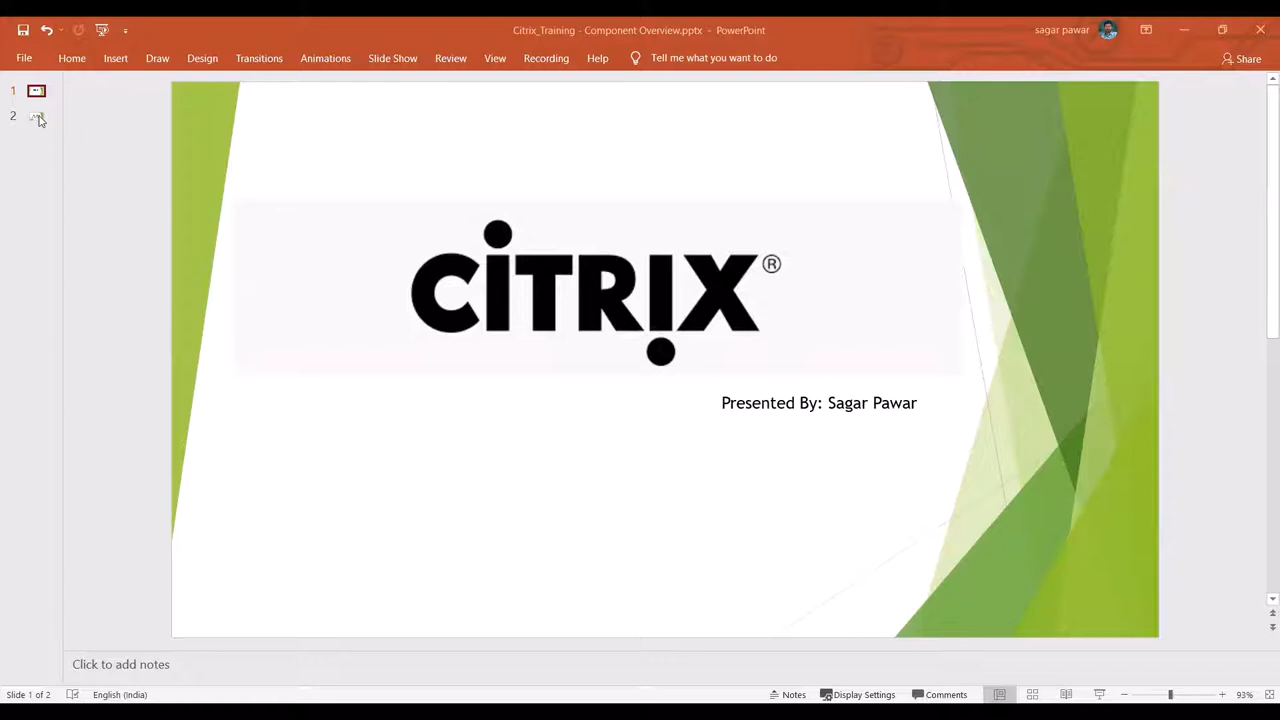 Citrix_Training - Component Overview.pptx - PowerPoint
sagar pawar
File Home Insert Draw Design Transitions Animations Slide Show Review View Recording Help Tell me what you want to do
Share
1
2
CiTRIX®
Presented By: Sagar Pawar
Click to add notes
Slide 1 of 2 English (India) Notes Display Settings Comments 93%